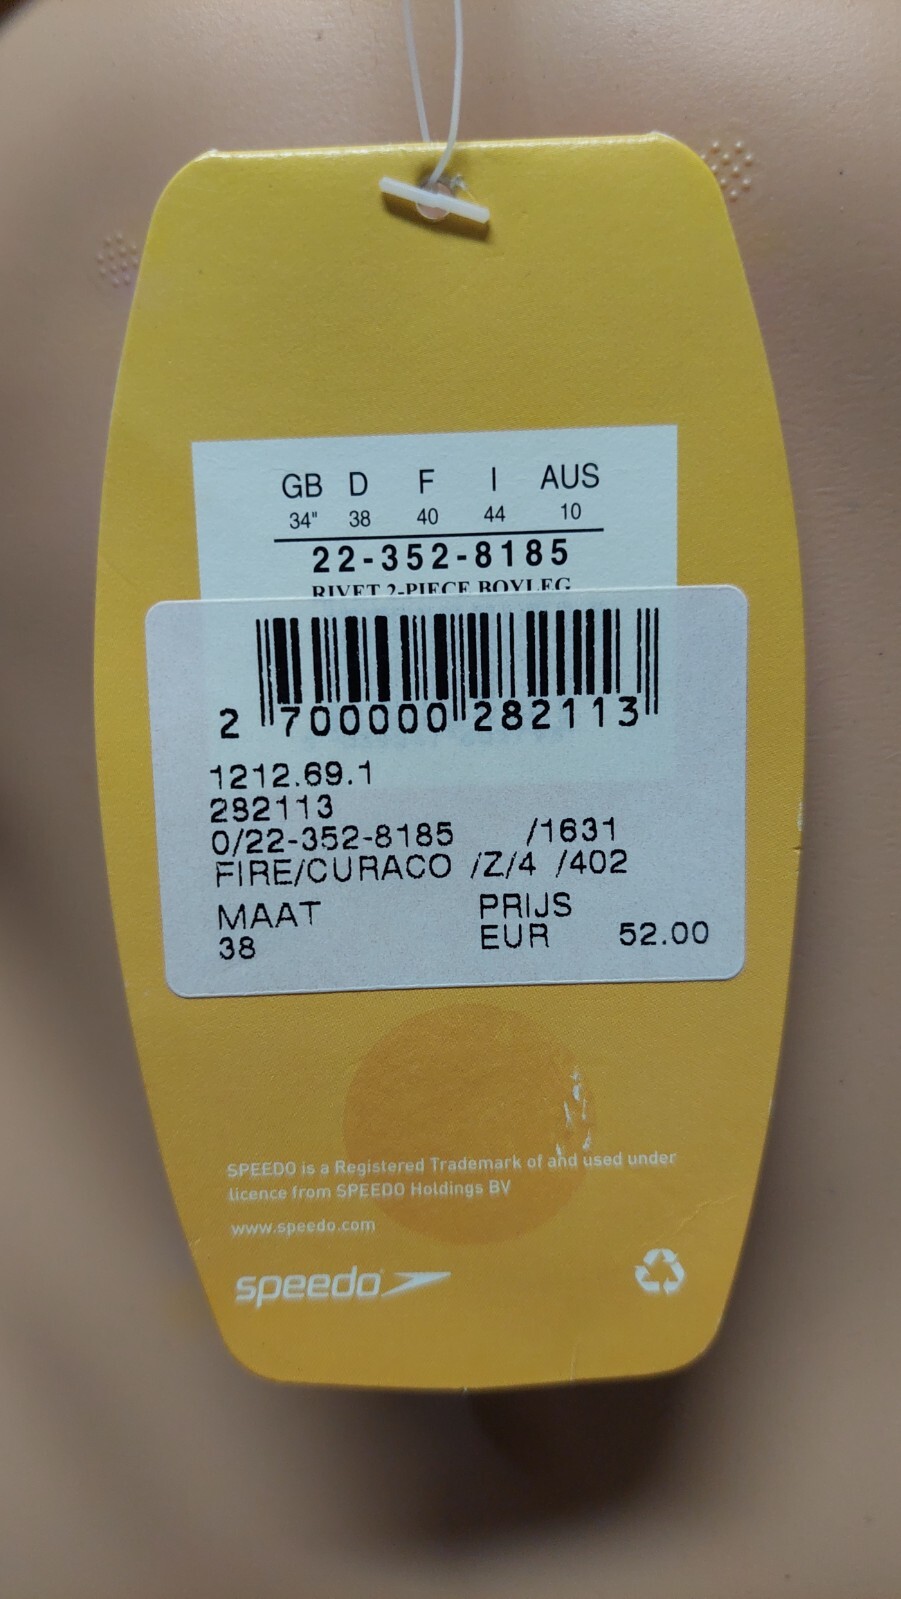 GB D F I AUS
34" 38 40 44 10
22-352-8185
RIVET 2-PIECE BOYLEG
2 700000 282113
1212.69.1
282113
0/22-352-8185 /1631
FIRE/CURACO /Z/4 /402
MAAT PRIJS
38 EUR 52.00
SPEEDO is a Registered Trademark of and used under
licence from SPEEDO Holdings BV
www.speedo.com
speedo